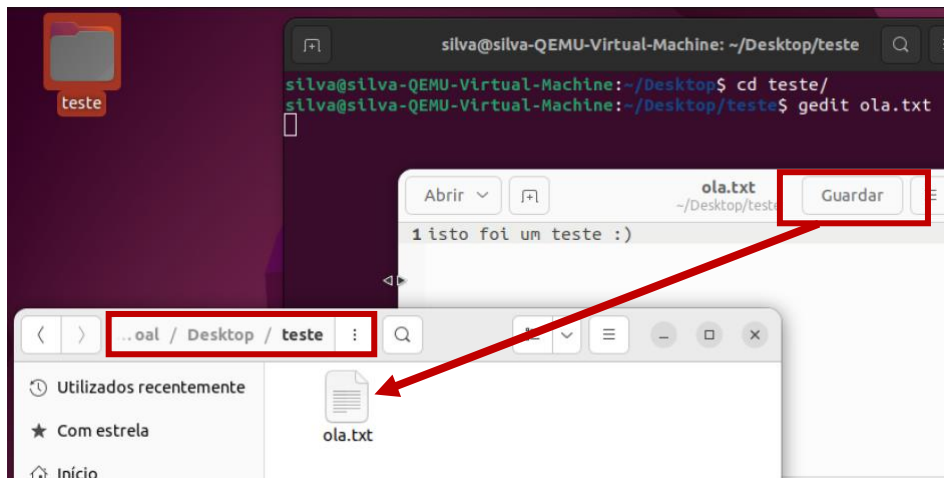 teste
silva@silva-QEMU-Virtual-Machine: ~/Desktop/teste
silva@silva-QEMU-Virtual-Machine:~/Desktop$ cd teste/
silva@silva-QEMU-Virtual-Machine:~/Desktop/teste$ gedit ola.txt
Abrir
ola.txt
~/Desktop/teste
Guardar
1 isto foi um teste :)
...oal / Desktop / teste
Utilizados recentemente
Com estrela
Início
ola.txt